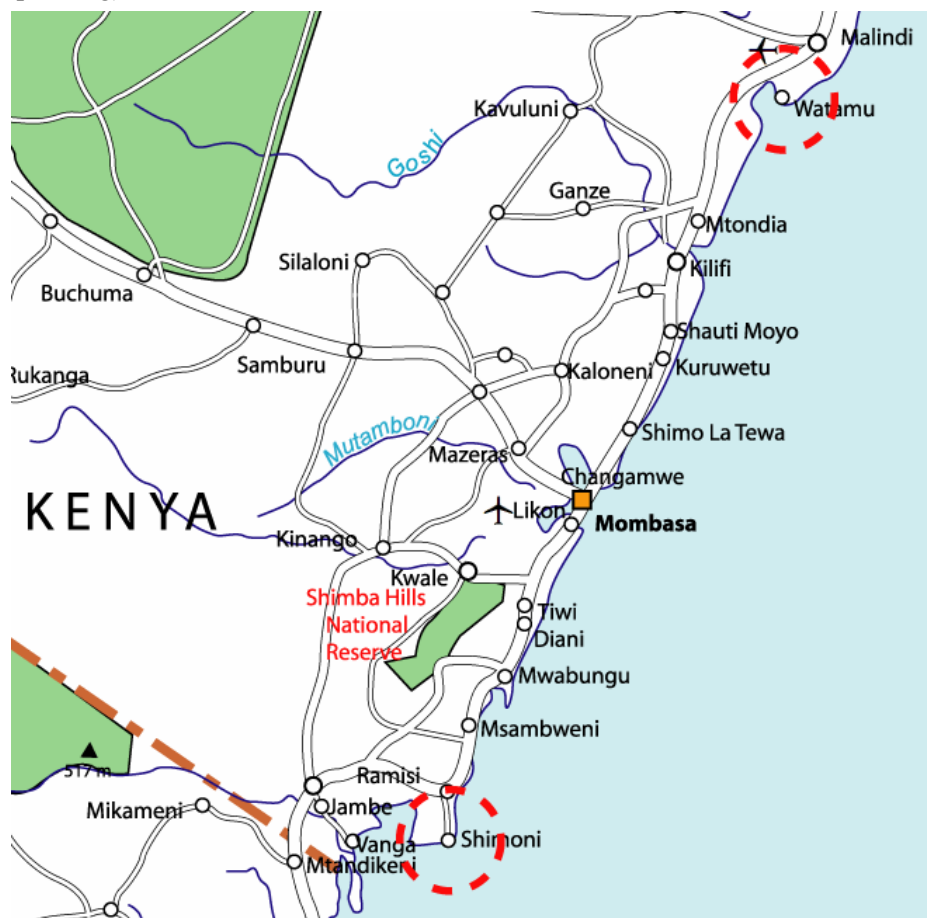 Malindi
Watamu
Kavuluni
Goshi
Ganze
Mtondia
Silaloni
Kilifi
Buchuma
Shauti Moyo
Samburu
Kaloneni
Kuruwetu
Rukanga
Mutamboni
Shimo La Tewa
Mazeras
Changamwe
KENYA
Likon
Mombasa
Kinango
Kwale
Shimba Hills
National
Reserve
Tiwi
Diani
Mwabungu
Msambweni
517 m
Ramisi
Mikameni
Jambe
Vanga
Shimoni
Mtandikeni